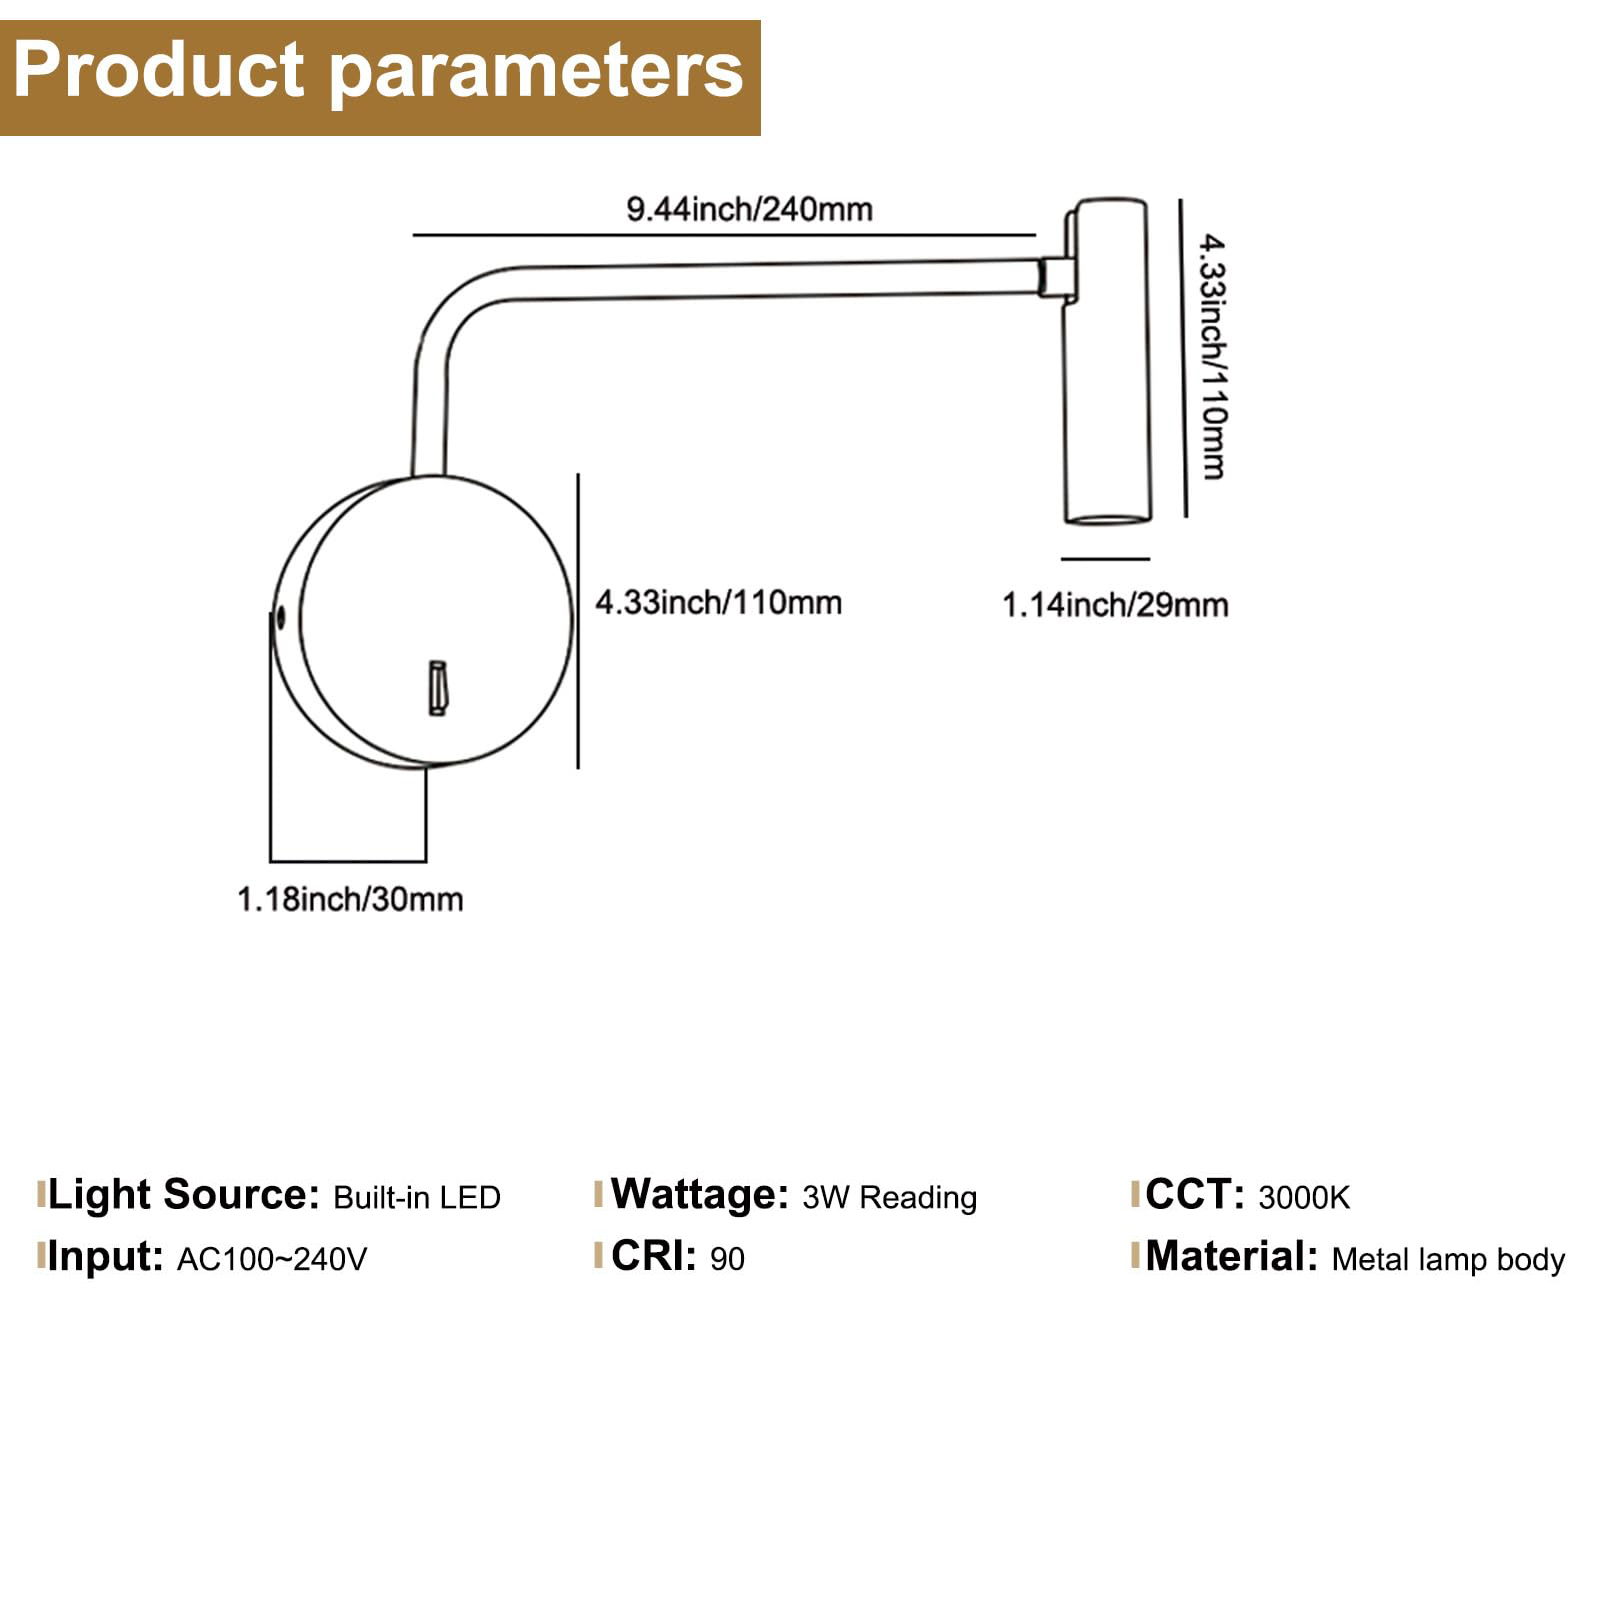 Product parameters
9.44inch/240mm
4.33inch/110mm
4.33inch/110mm
1.14inch/29mm
1.18inch/30mm
Light Source: Built-in LED
Wattage: 3W Reading
CCT: 3000K
Input: AC100~240V
CRI: 90
Material: Metal lamp body